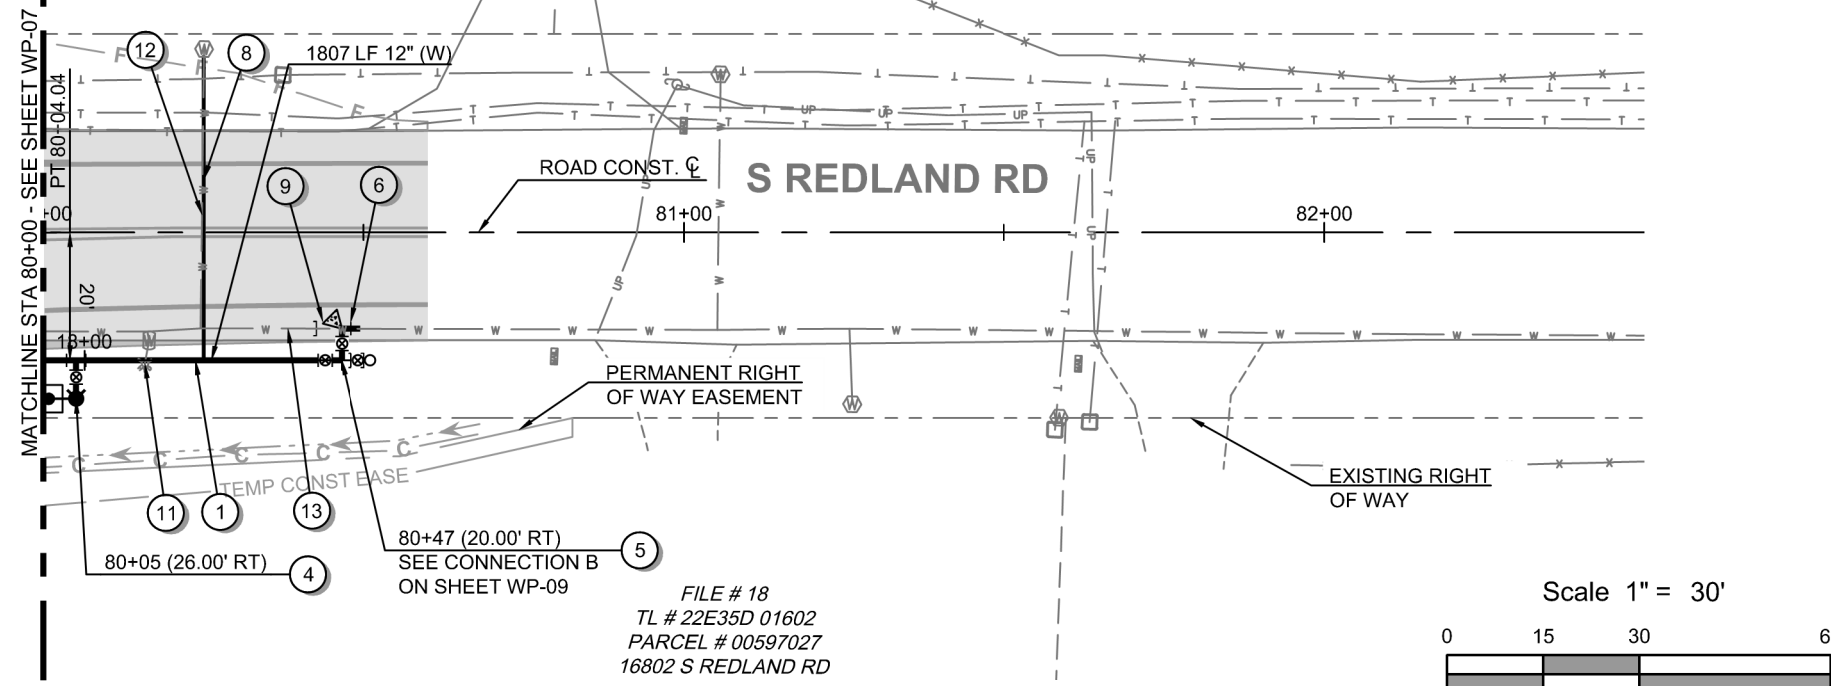 MATCHLINE STA 80+00 - SEE SHEET WP-07
PT 80+04.04
12
8
1807 LF 12" (W)
9
6
ROAD CONST. ℄
S REDLAND RD
+00
81+00
82+00
20'
18+00
PERMANENT RIGHT
OF WAY EASEMENT
TEMP CONST EASE
EXISTING RIGHT
OF WAY
11
1
13
80+05 (26.00' RT)
4
80+47 (20.00' RT)
SEE CONNECTION B
ON SHEET WP-09
5
FILE # 18
TL # 22E35D 01602
PARCEL # 00597027
16802 S REDLAND RD
Scale 1" = 30'
0 15 30 6